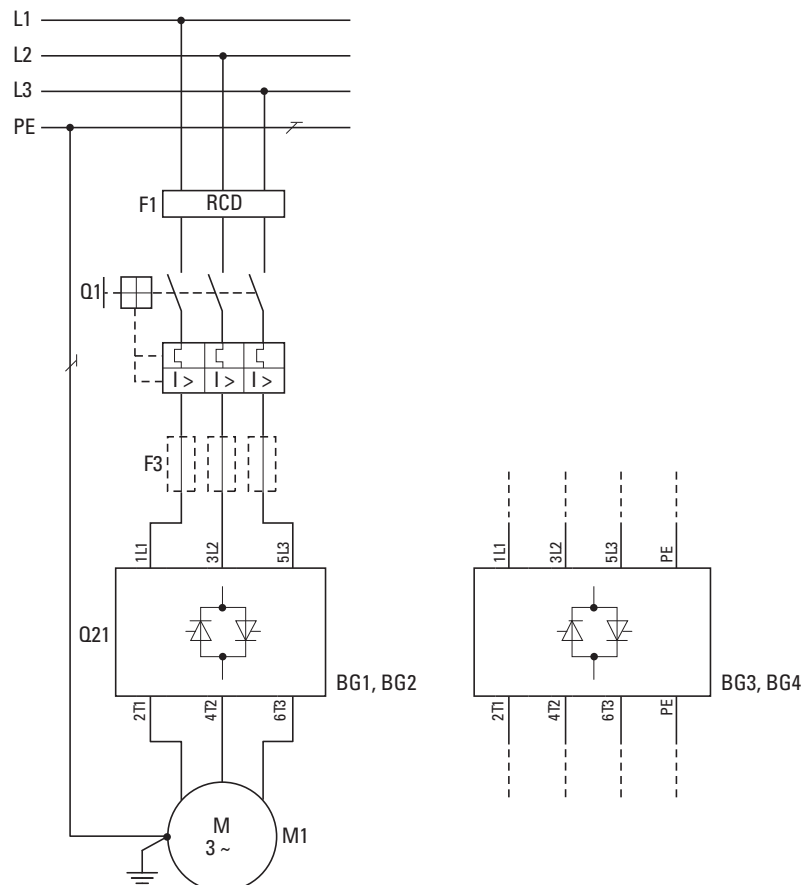 L1
L2
L3
PE
F1 RCD
Q1
I > I > I >
F3
1L1 3L2 5L3
Q21
BG1, BG2
2T1 4T2 6T3
M
3 ~
M1
1L1 3L2 5L3 PE
BG3, BG4
2T1 4T2 6T3 PE